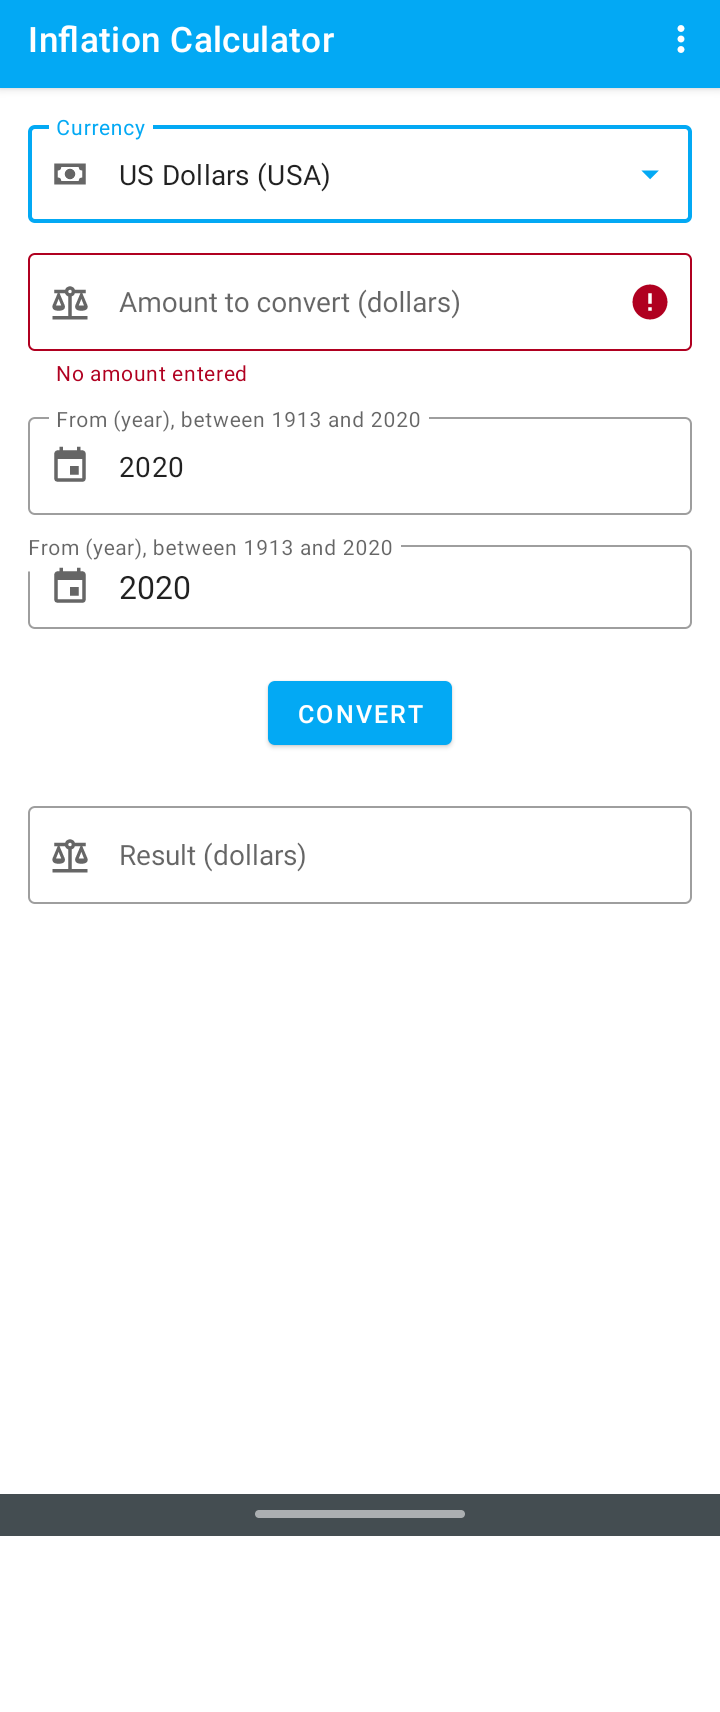 Inflation Calculator
Currency
US Dollars (USA)
Amount to convert (dollars)
No amount entered
From (year), between 1913 and 2020
2020
From (year), between 1913 and 2020
2020
CONVERT
Result (dollars)